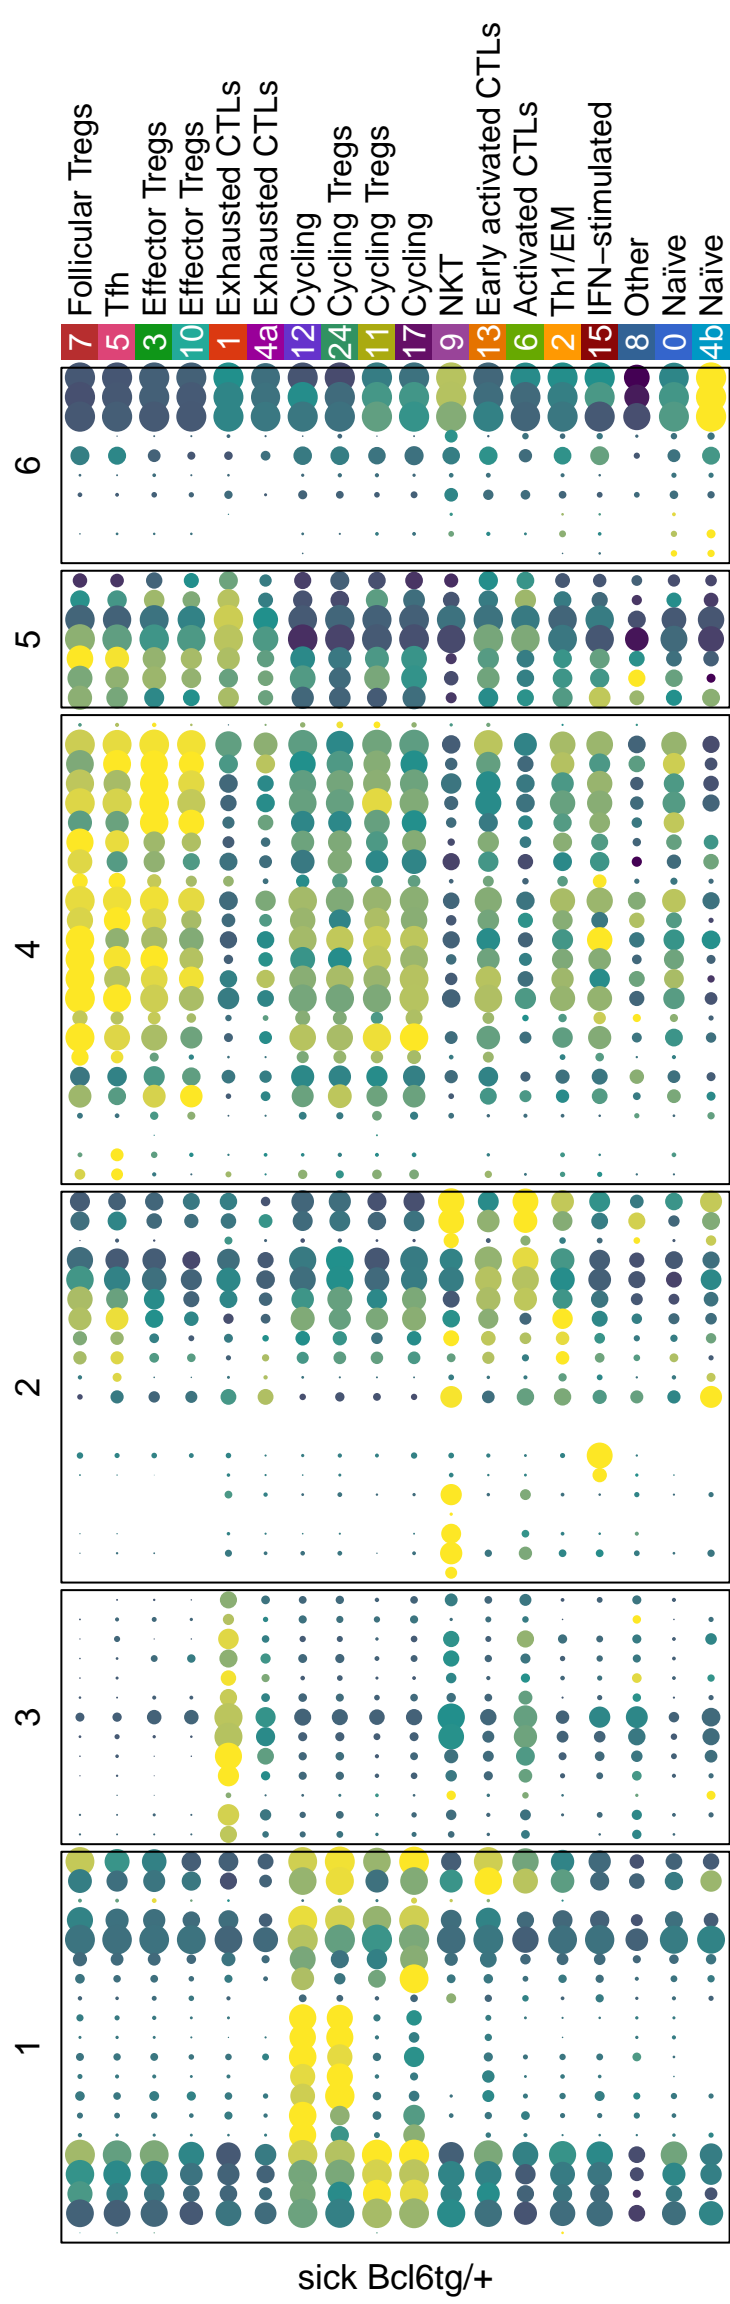 Follicular Tregs
Tfh
Effector Tregs
Effector Tregs
Exhausted CTLs
Exhausted CTLs
Cycling
Cycling Tregs
Cycling Tregs
Cycling
NKT
Early activated CTLs
Activated CTLs
Th1/EM
IFN−stimulated
Other
Naïve
Naïve
7
5
3
10
1
4a
12
24
11
17
9
13
6
2
15
8
0
4b
6
5
4
2
3
1
sick Bcl6tg/+